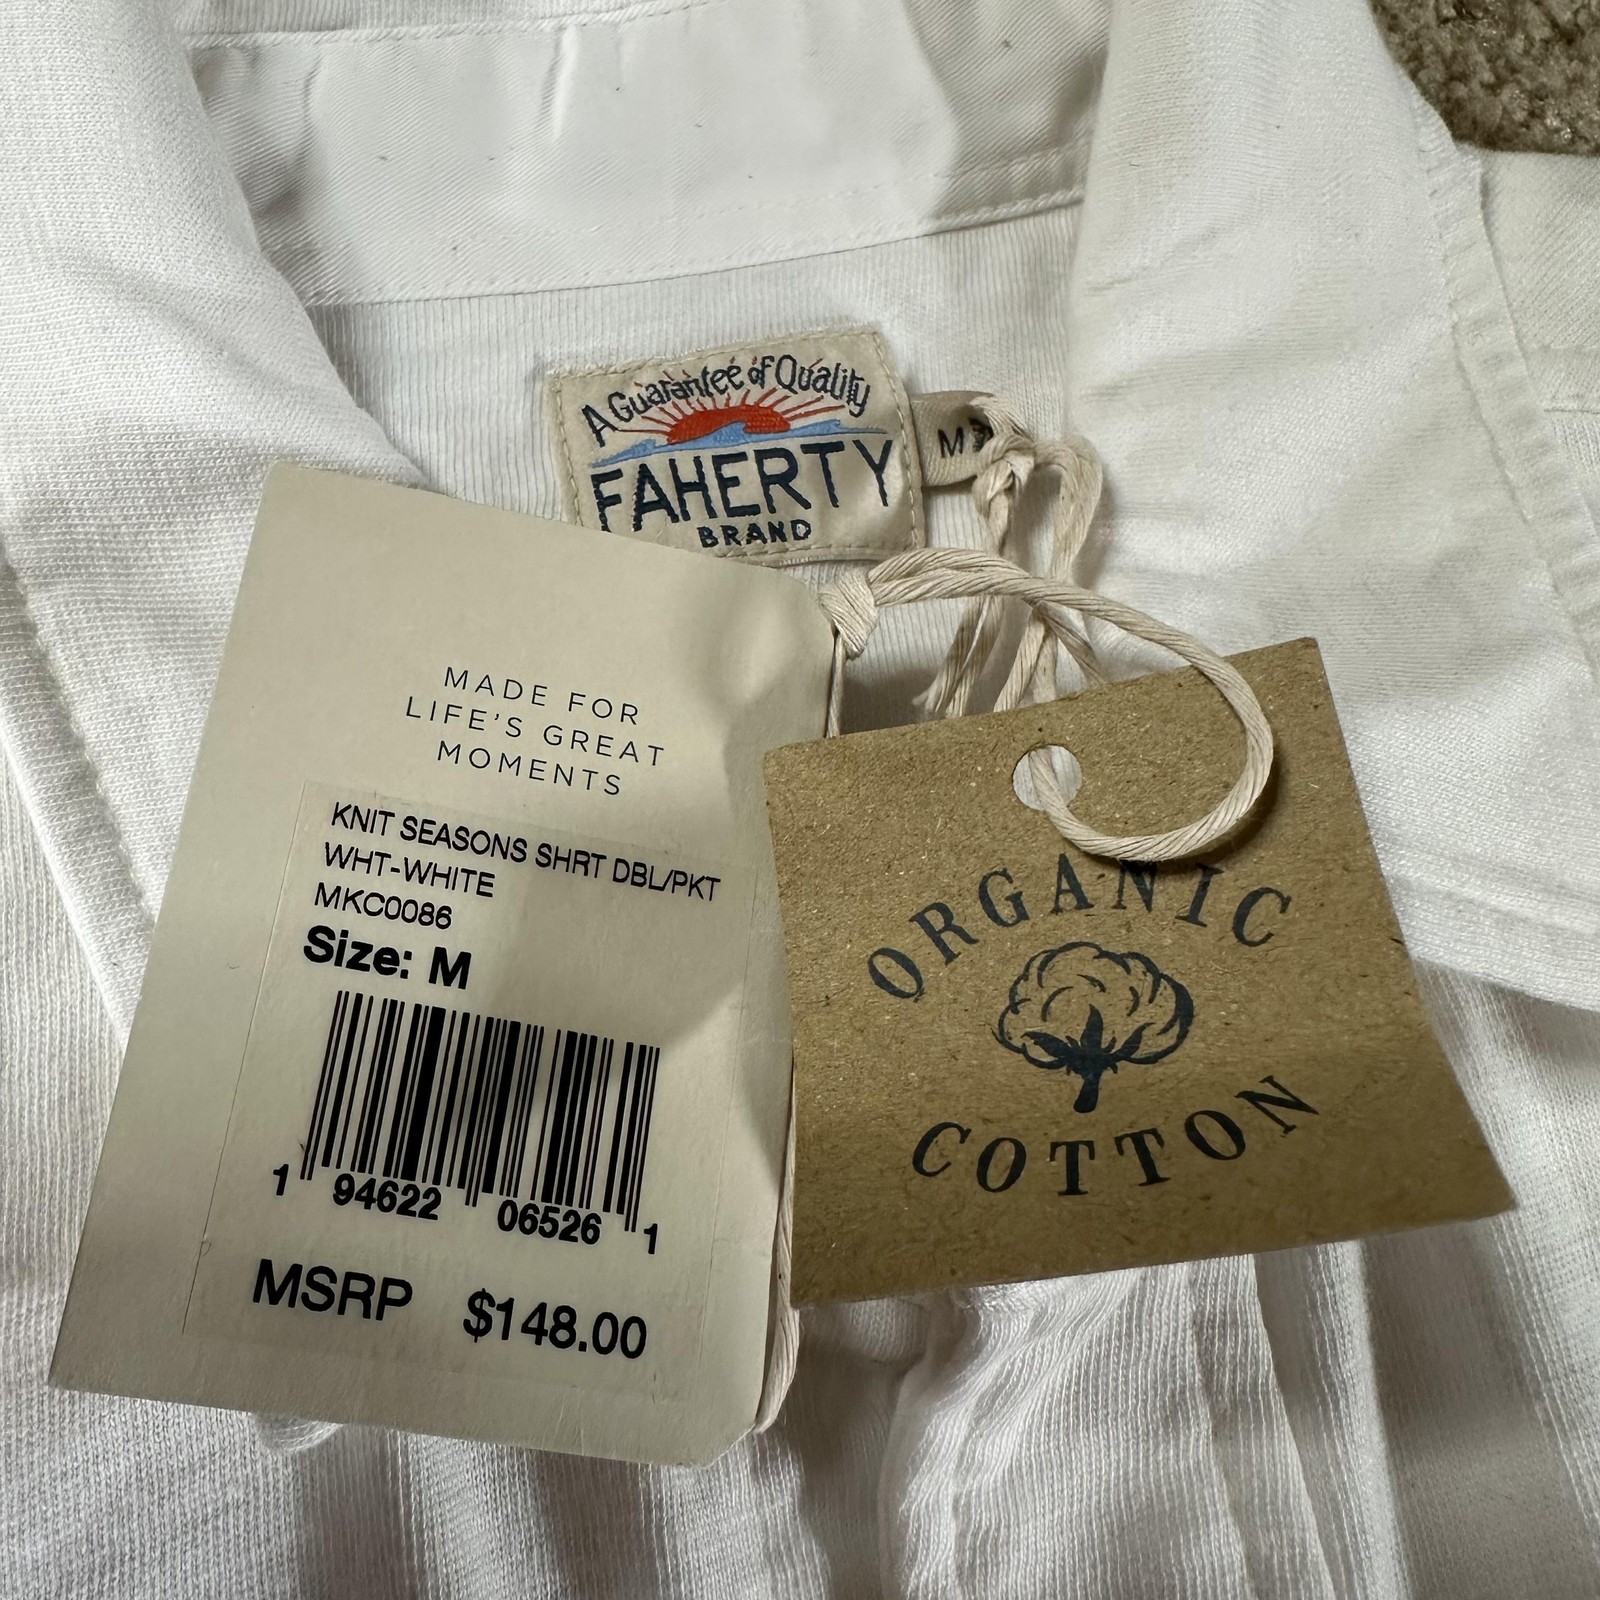 A Guarantee of Quality
FAHERTY
BRAND
M
MADE FOR
LIFE'S GREAT
MOMENTS
KNIT SEASONS SHRT DBL/PKT
WHT-WHITE
MKC0086
Size: M
1 94622 06526 1
MSRP $148.00
ORGANIC
COTTON